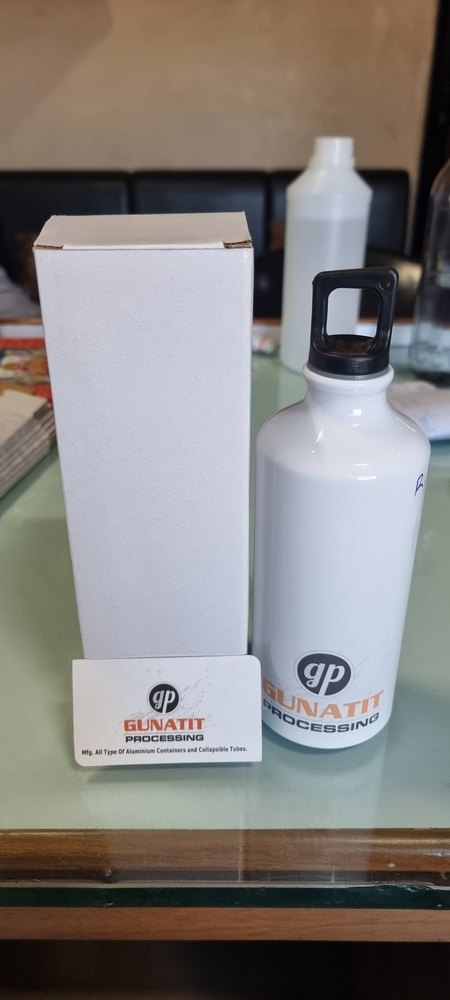 gp
GUNATIT
PROCESSING
Mfg. All Type Of Aluminium Containers and Collapsible Tubes.
gp
GUNATIT
PROCESSING
R